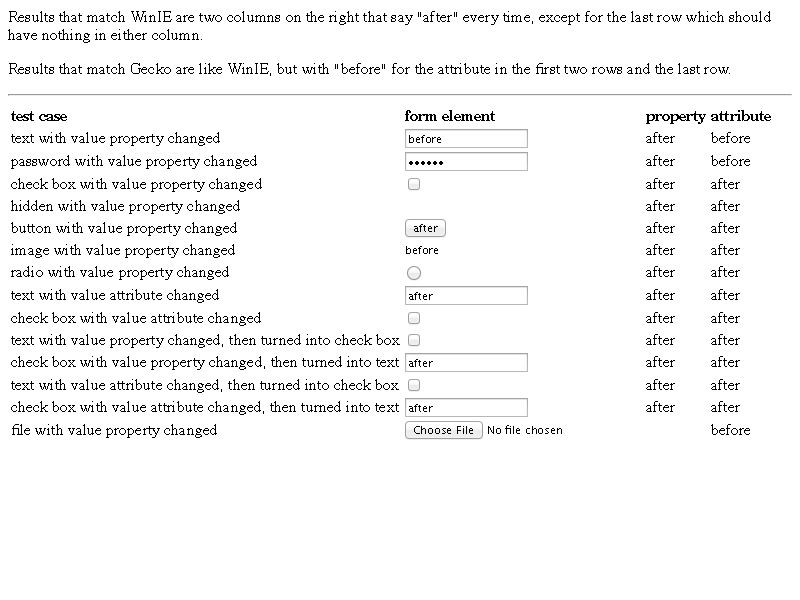 Results that match WinIE are two columns on the right that say "after" every time, except for the last row which should
have nothing in either column.
Results that match Gecko are like WinIE, but with "before" for the attribute in the first two rows and the last row.
test case form element property attribute
text with value property changed before after before
password with value property changed •••••• after before
check box with value property changed after after
hidden with value property changed after after
button with value property changed after after after
image with value property changed before after after
radio with value property changed after after
text with value attribute changed after after after
check box with value attribute changed after after
text with value property changed, then turned into check box after after
check box with value property changed, then turned into text after after after
text with value attribute changed, then turned into check box after after
check box with value attribute changed, then turned into text after after after
file with value property changed Choose File No file chosen before